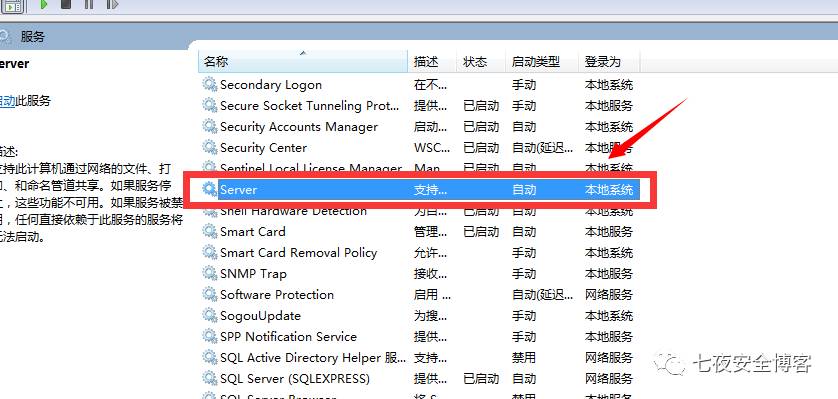 服务
erver
启动此服务
描述:
支持此计算机通过网络的文件、打
印、和命名管道共享。如果服务停
止，这些功能不可用。如果服务被禁
用，任何直接依赖于此服务的服务将
无法启动。
名称 描述 状态 启动类型 登录为
Secondary Logon 在不... 手动 本地系统
Secure Socket Tunneling Prot... 提供... 已启动 手动 本地服务
Security Accounts Manager 启动... 已启动 自动 本地系统
Security Center WSC... 已启动 自动(延迟... 本地服务
Sentinel Local License Manager Man... 已启动 自动 本地系统
Server 支持... 自动 本地系统
Shell Hardware Detection 为自... 已启动 自动 本地系统
Smart Card 管理... 已启动 自动 本地服务
Smart Card Removal Policy 允许... 手动 本地系统
SNMP Trap 接收... 手动 本地服务
Software Protection 启用 ... 自动(延迟... 网络服务
SogouUpdate 为搜... 手动 本地系统
SPP Notification Service 提供... 手动 本地服务
SQL Active Directory Helper 服... 支持... 禁用 网络服务
SQL Server (SQLEXPRESS) 提供... 已启动 自动 网络服务
SQL Server Browser 将 S... 禁用
七夜安全博客